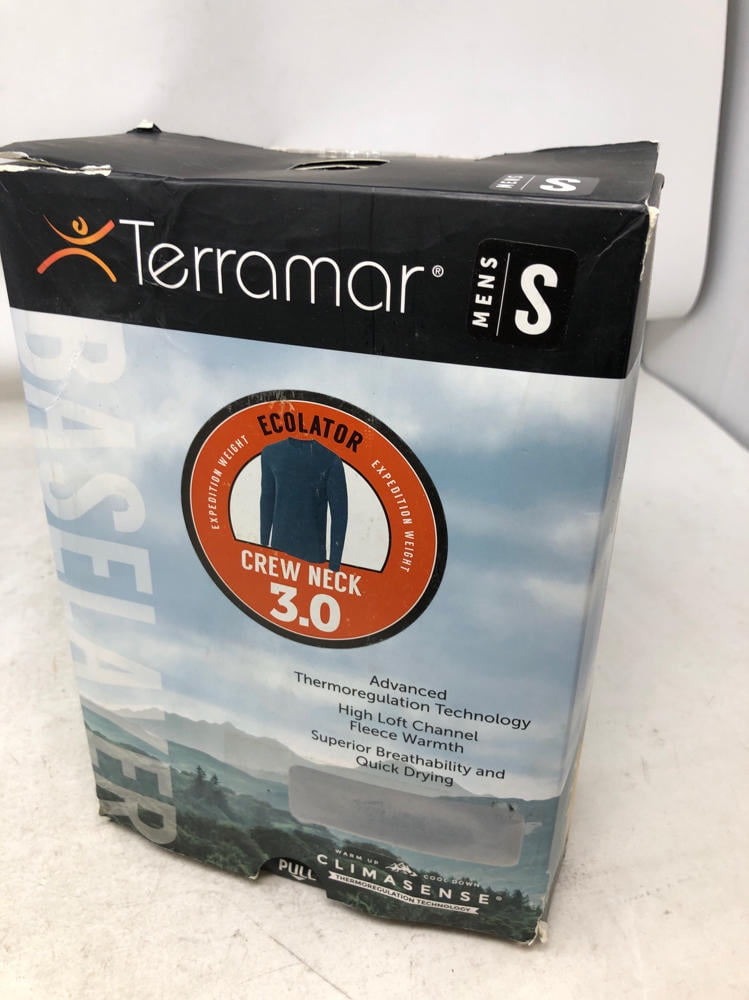 MENS S
Terramar®
MENS S
BASELAYER
ECOLATOR
EXPEDITION WEIGHT
EXPEDITION WEIGHT
CREW NECK
3.0
Advanced
Thermoregulation Technology
High Loft Channel
Fleece Warmth
Superior Breathability and
Quick Drying
PULL
WARM UP COOL DOWN
CLIMASENSE®
THERMOREGULATION TECHNOLOGY